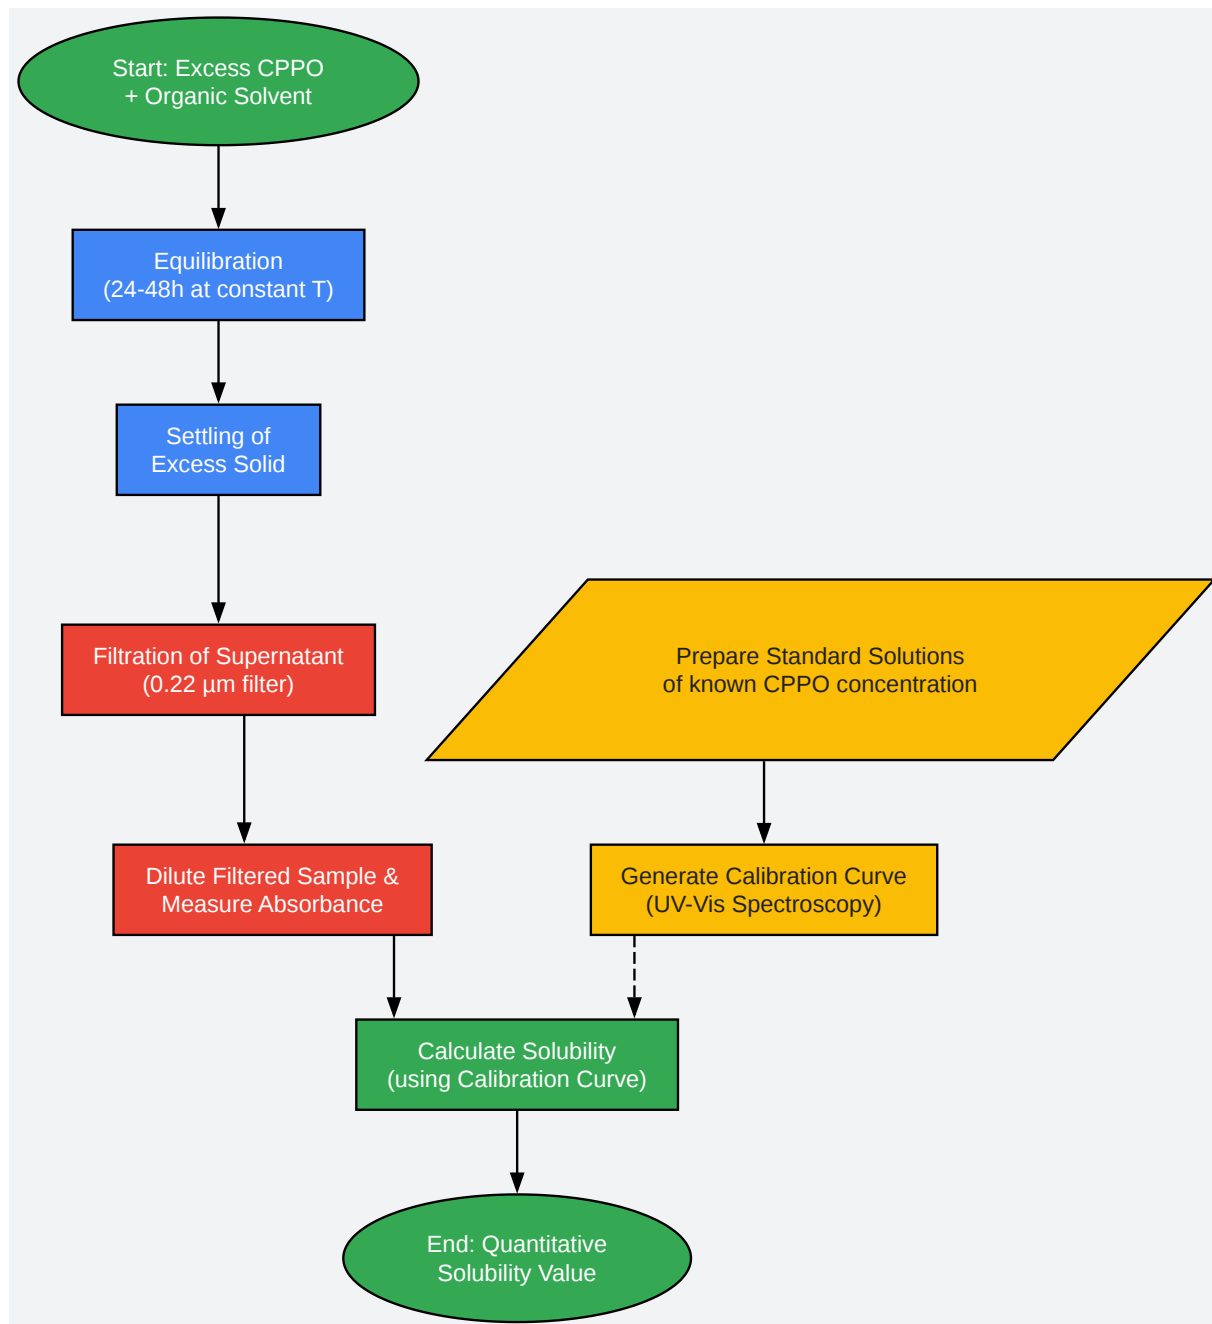 Start: Excess CPPO
+ Organic Solvent
Equilibration
(24-48h at constant T)
Settling of
Excess Solid
Filtration of Supernatant
(0.22 µm filter)
Prepare Standard Solutions
of known CPPO concentration
Dilute Filtered Sample &
Measure Absorbance
Generate Calibration Curve
(UV-Vis Spectroscopy)
Calculate Solubility
(using Calibration Curve)
End: Quantitative
Solubility Value